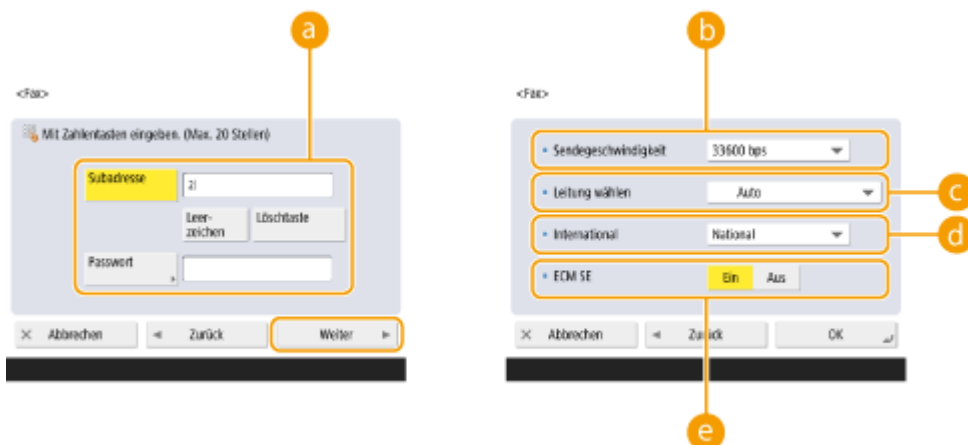 a
b
<Fax>
<Fax>
Mit Zahlentasten eingeben. (Max. 20 Stellen)
Subadresse
2
Leer-
zeichen
Löschtaste
Passwort
× Abbrechen
◄ Zurück
Weiter ►
• Sendegeschwindigkeit
33600 bps
c
• Leitung wählen
Auto
d
• International
National
• ECM SE
Ein
Aus
× Abbrechen
◄ Zurück
OK
e